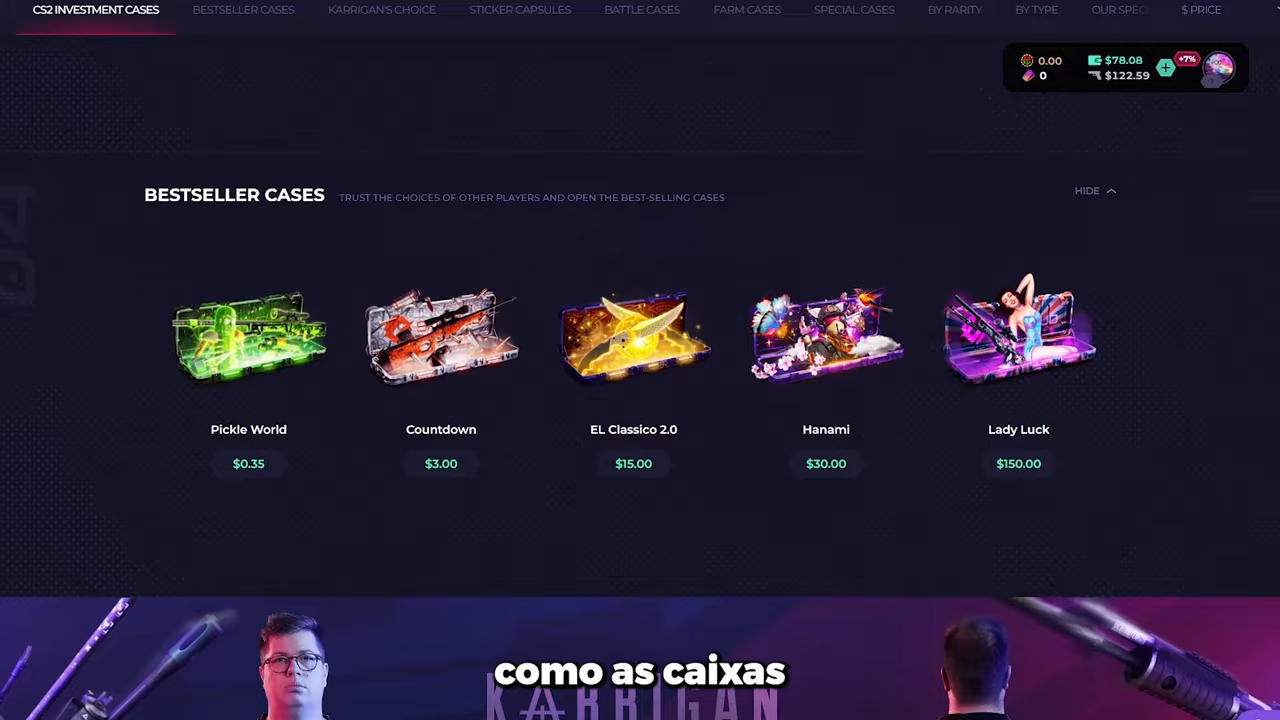 CS2 INVESTMENT CASES BESTSELLER CASES KARRIGAN'S CHOICE STICKER CAPSULES BATTLE CASES FARM CASES SPECIAL CASES BY RARITY BY TYPE OUR SPEC $ PRICE
0.00 $78.08 +7%
0 $122.59
BESTSELLER CASES TRUST THE CHOICES OF OTHER PLAYERS AND OPEN THE BEST-SELLING CASES HIDE
Pickle World Countdown EL Classico 2.0 Hanami Lady Luck
$0.35 $3.00 $15.00 $30.00 $150.00
como as caixas
KARRIGAN